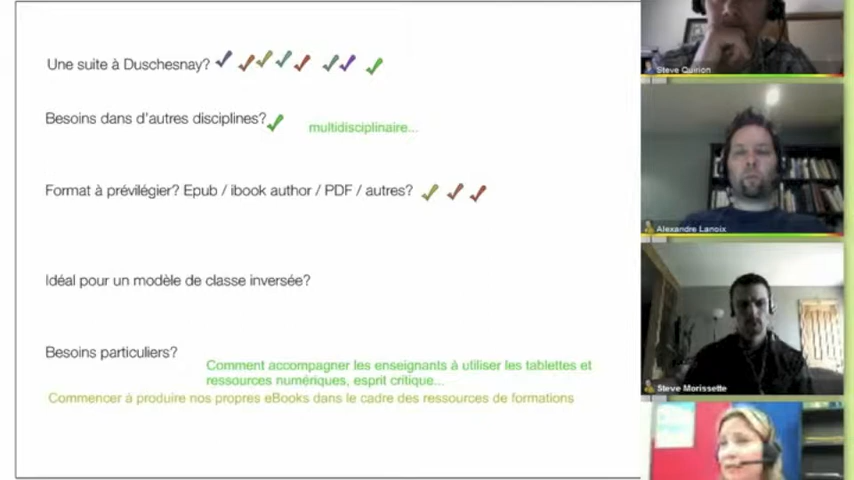 Une suite à Duschesnay?
Besoins dans d'autres disciplines?
multidisciplinaire...
Format à prévilégier? Epub / ibook author / PDF / autres?
Idéal pour un modèle de classe inversée?
Besoins particuliers?
Comment accompagner les enseignants à utiliser les tablettes et
ressources numériques, esprit critique...
Commencer à produire nos propres eBooks dans le cadre des ressources de formations
Steve Quirion
Alexandre Lanoix
Steve Morissette